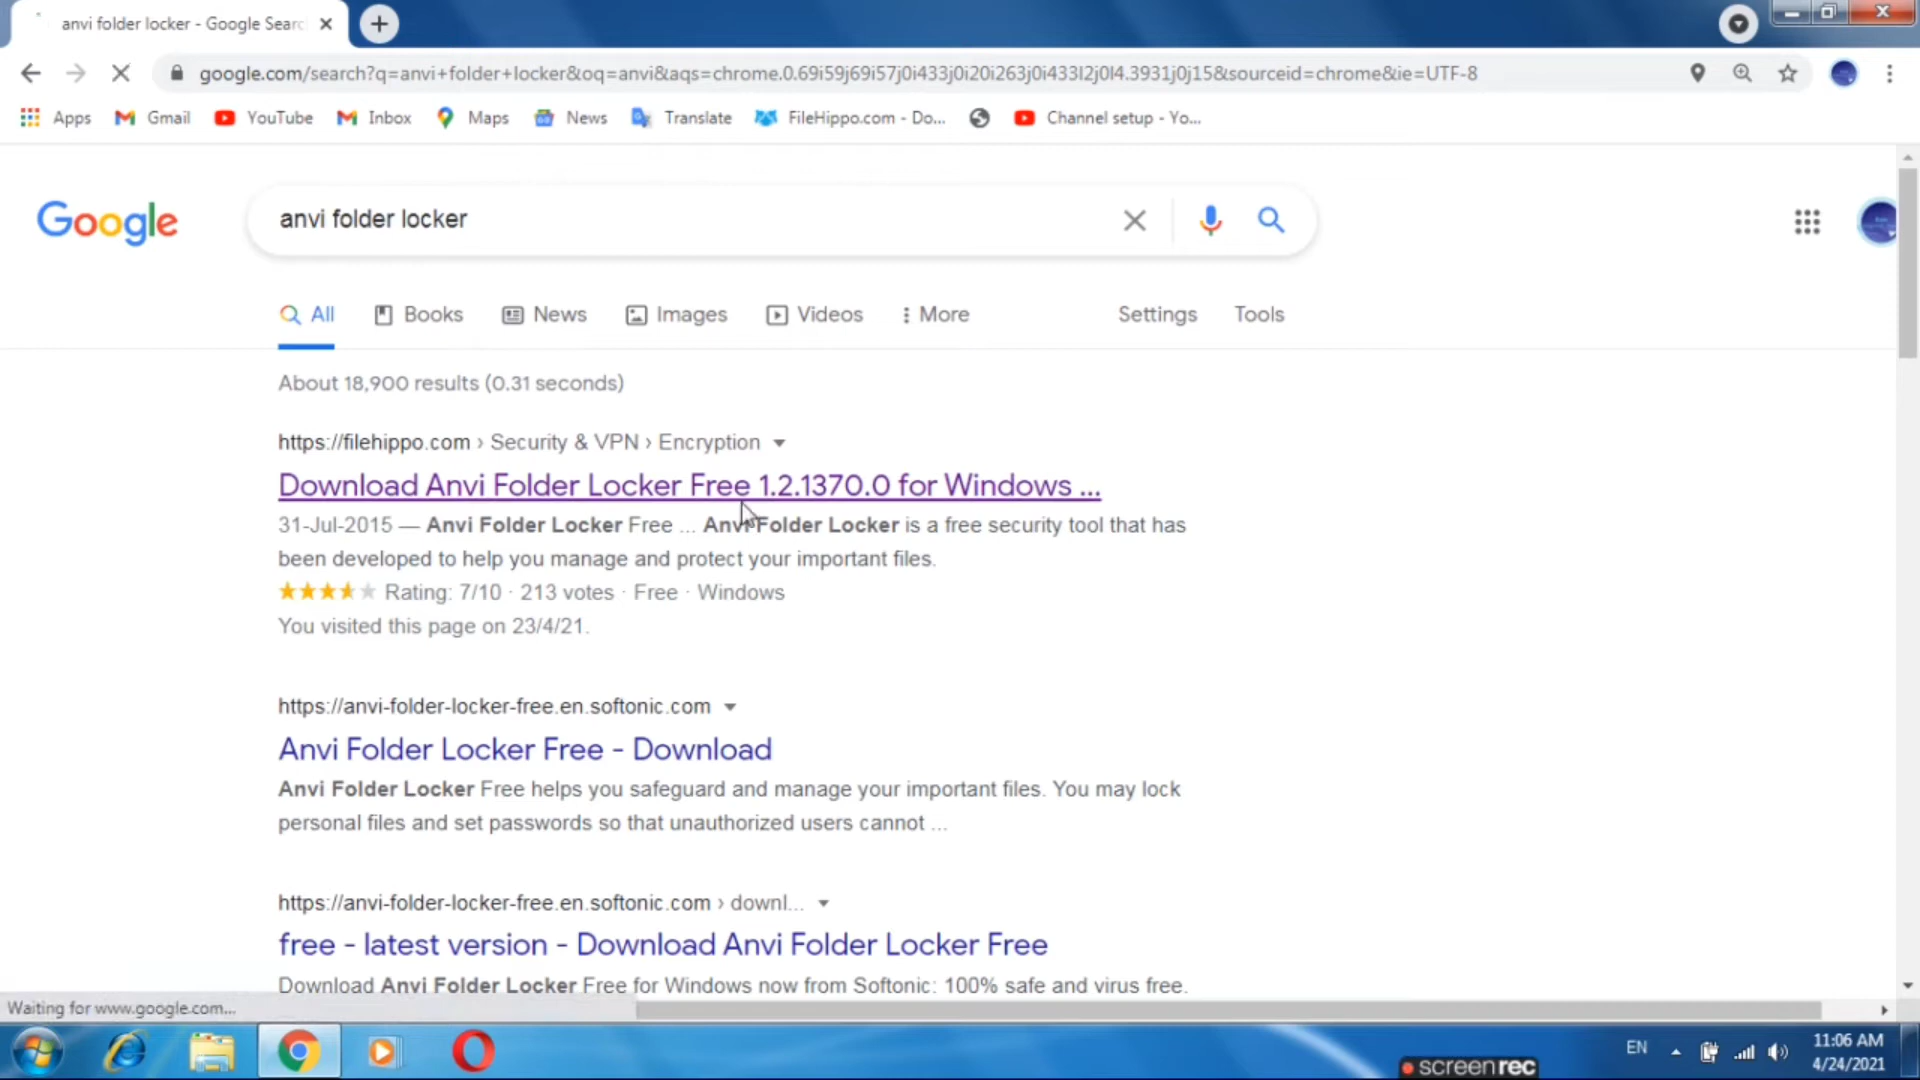 anvi folder locker - Google Searc
google.com/search?q=anvi+folder+locker&oq=anvi&aqs=chrome.0.69i59j69i57j0i433j0i20i263j0i433l2j0l4.3931j0j15&sourceid=chrome&ie=UTF-8
Apps Gmail YouTube Inbox Maps News Translate FileHippo.com - Do... Channel setup - Yo...
Google
anvi folder locker
All Books News Images Videos More Settings Tools
About 18,900 results (0.31 seconds)
https://filehippo.com › Security & VPN › Encryption
Download Anvi Folder Locker Free 1.2.1370.0 for Windows ...
31-Jul-2015 — Anvi Folder Locker Free ... Anvi Folder Locker is a free security tool that has
been developed to help you manage and protect your important files.
Rating: 7/10 · 213 votes · Free · Windows
You visited this page on 23/4/21.
https://anvi-folder-locker-free.en.softonic.com
Anvi Folder Locker Free - Download
Anvi Folder Locker Free helps you safeguard and manage your important files. You may lock
personal files and set passwords so that unauthorized users cannot ...
https://anvi-folder-locker-free.en.softonic.com › downl...
free - latest version - Download Anvi Folder Locker Free
Download Anvi Folder Locker Free for Windows now from Softonic: 100% safe and virus free.
Waiting for www.google.com...
EN
11:06 AM
4/24/2021
screenrec